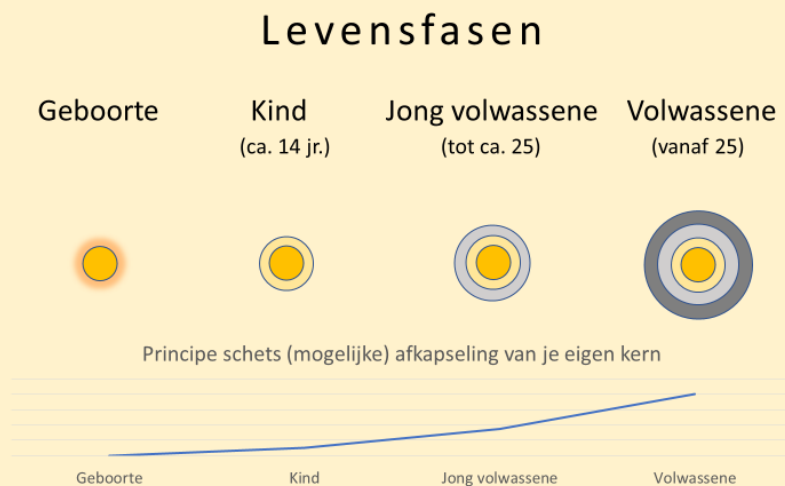 Levensfasen
Geboorte Kind Jong volwassene Volwassene
(ca. 14 jr.) (tot ca. 25) (vanaf 25)
Principe schets (mogelijke) afkapseling van je eigen kern
Geboorte Kind Jong volwassene Volwassene